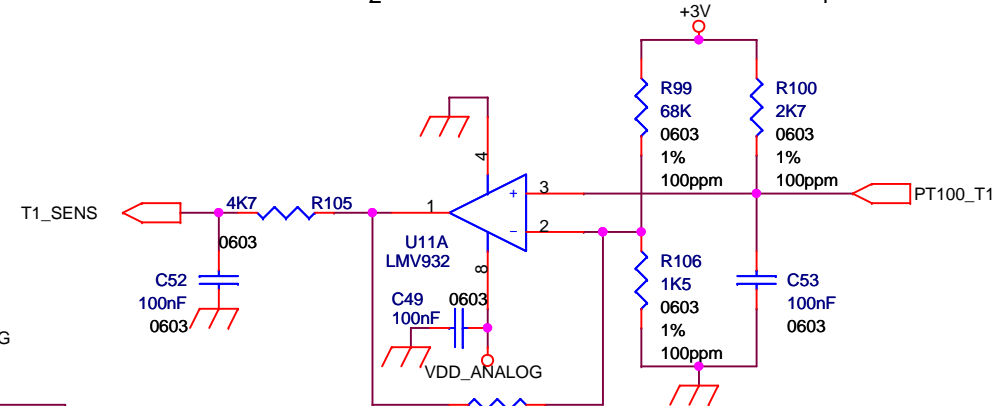 2
+3V
R99
68K
0603
1%
100ppm
R100
2K7
0603
1%
100ppm
4
3
PT100_T1
T1_SENS
4K7
R105
1
+
-
2
U11A
LMV932
0603
8
R106
1K5
0603
1%
100ppm
C53
100nF
0603
C52
100nF
0603
C49
100nF
0603
VDD_ANALOG
G